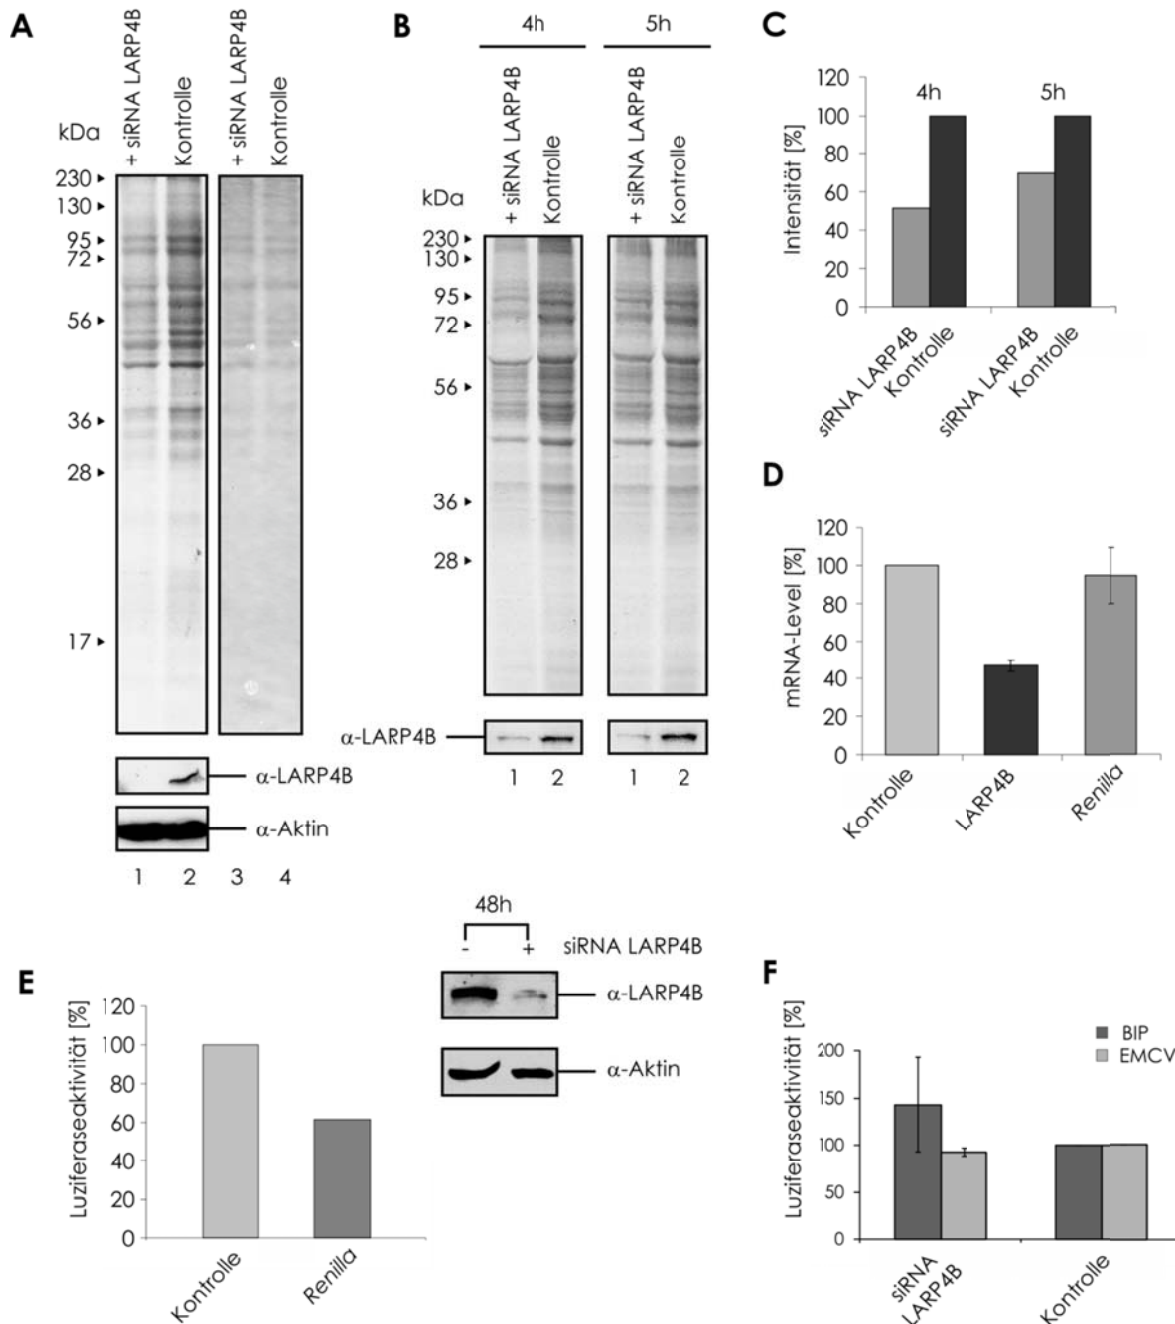 A
+ siRNA LARP4B
Kontrolle
+ siRNA LARP4B
Kontrolle
kDa
230
130
95
72
56
36
28
17
α-LARP4B
α-Aktin
1 2 3 4
B
4h 5h
+ siRNA LARP4B
Kontrolle
+ siRNA LARP4B
Kontrolle
kDa
230
130
95
72
56
36
28
α-LARP4B
1 2 1 2
C
Intensität [%]
120
100
80
60
40
20
0
4h 5h
siRNA LARP4B
Kontrolle
siRNA LARP4B
Kontrolle
D
mRNA-Level [%]
120
100
80
60
40
20
0
Kontrolle
LARP4B
Renilla
E
Luziferaseaktivität [%]
120
100
80
60
40
20
0
Kontrolle
Renilla
48h
- + siRNA LARP4B
α-LARP4B
α-Aktin
F
Luziferaseaktivität [%]
BIP
EMCV
200
150
100
50
0
siRNA
LARP4B
Kontrolle